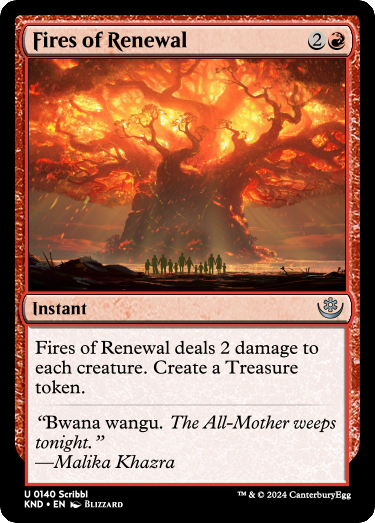 Fires of Renewal 2
Instant
Fires of Renewal deals 2 damage to
each creature. Create a Treasure
token.
“Bwana wangu. The All-Mother weeps
tonight.”
—Malika Khazra
U 0140 Scribbl
KND • EN Blizzard
™ & © 2024 CanterburyEgg